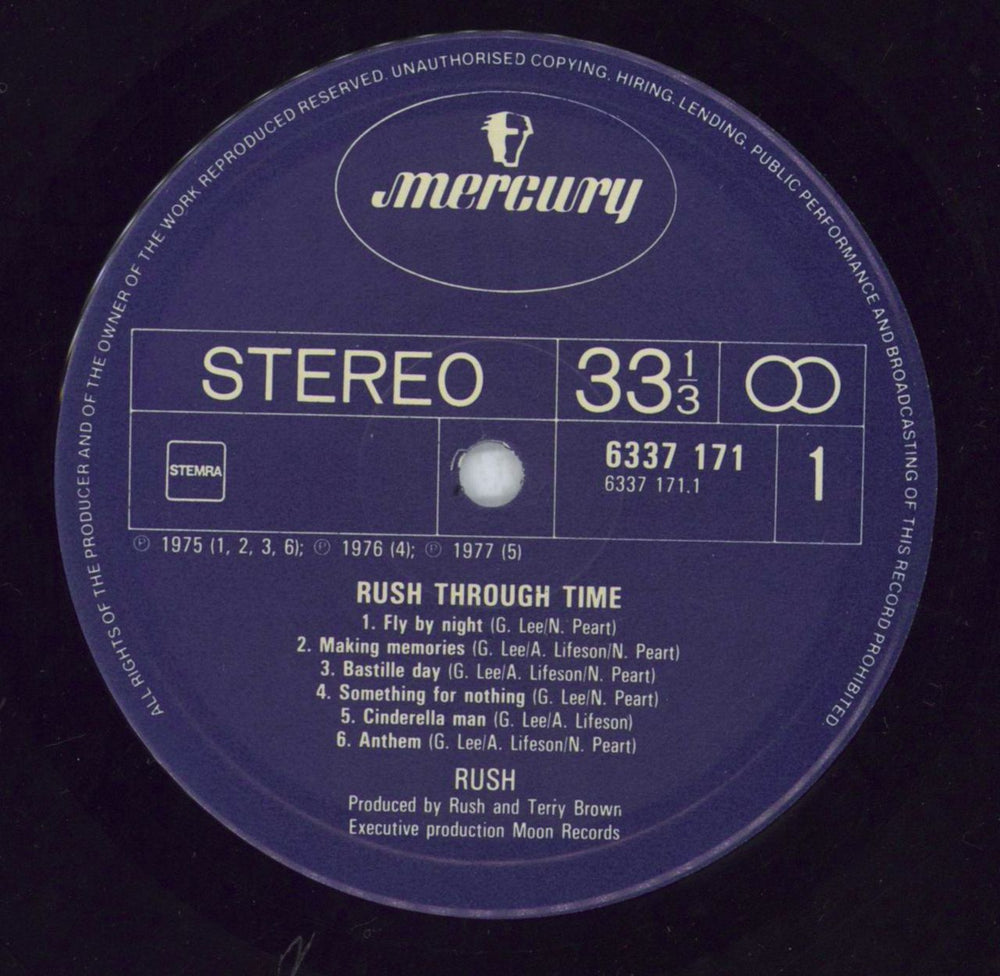 ALL RIGHTS OF THE PRODUCER AND OF THE OWNER OF THE WORK REPRODUCED RESERVED. UNAUTHORISED COPYING, HIRING, LENDING, PUBLIC PERFORMANCE AND BROADCASTING OF THIS RECORD PROHIBITED.
mercury
STEREO 33 1/3
STEMRA 6337 171 1
6337 171.1
℗ 1975 (1, 2, 3, 6); ℗ 1976 (4); ℗ 1977 (5)
RUSH THROUGH TIME
1. Fly by night (G. Lee/N. Peart)
2. Making memories (G. Lee/A. Lifeson/N. Peart)
3. Bastille day (G. Lee/A. Lifeson/N. Peart)
4. Something for nothing (G. Lee/N. Peart)
5. Cinderella man (G. Lee/A. Lifeson)
6. Anthem (G. Lee/A. Lifeson/N. Peart)
RUSH
Produced by Rush and Terry Brown
Executive production Moon Records